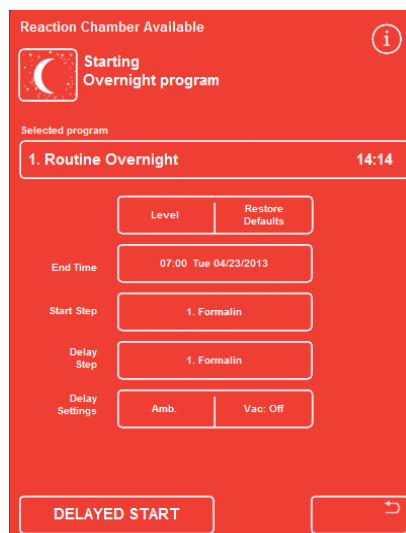 Reaction Chamber Available
i
Starting
Overnight program
Selected program
1. Routine Overnight 14:14
Level Restore
Defaults
End Time 07:00 Tue 04/23/2013
Start Step 1. Formalin
Delay
Step 1. Formalin
Delay
Settings Amb. Vac: Off
DELAYED START